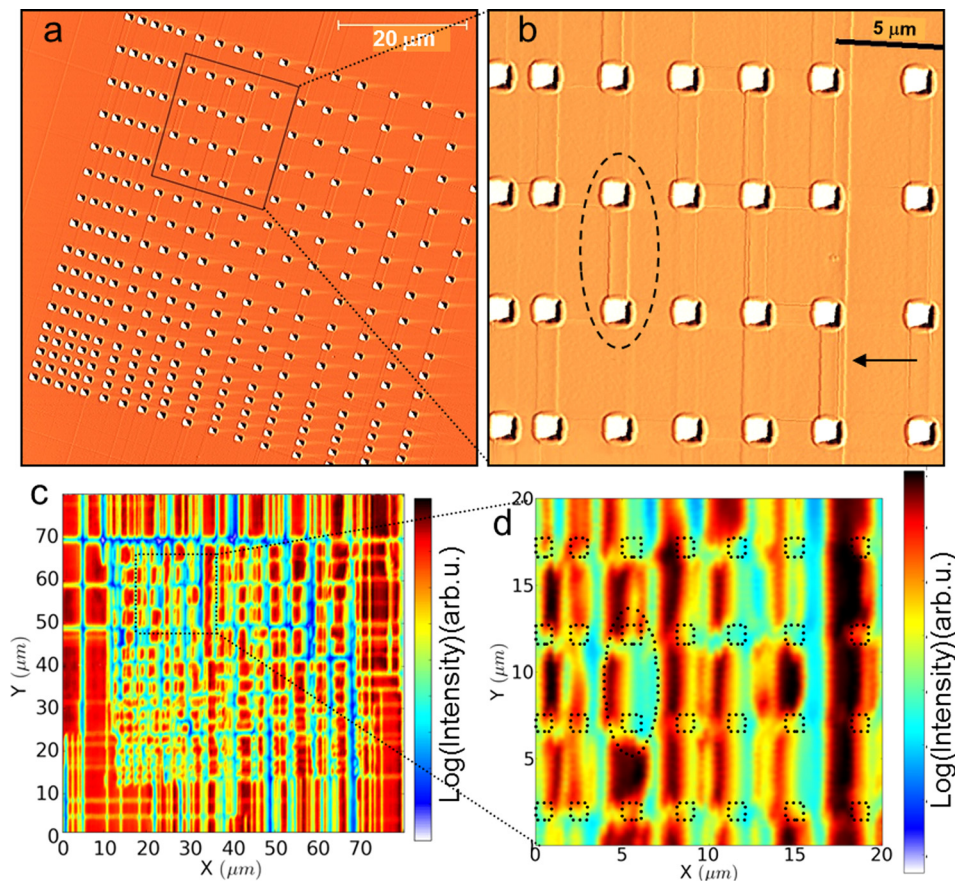 a
20 μm
b
5 μm
c
70
60
50
40
30
20
10
0
Y (μm)
0 10 20 30 40 50 60 70
X (μm)
Log(Intensity)(arb.u.)
d
20
15
10
5
Y (μm)
0 5 10 15 20
X (μm)
Log(Intensity)(arb.u.)